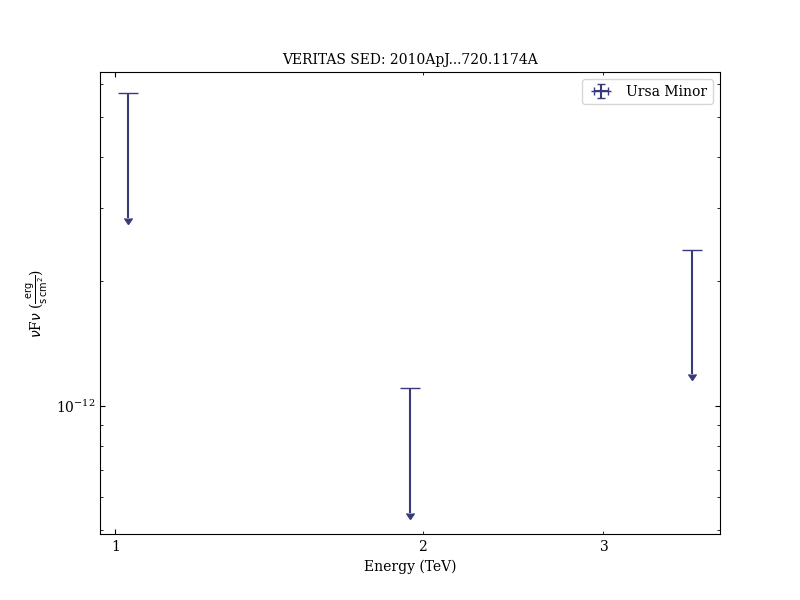 VERITAS SED: 2010ApJ...720.1174A
Ursa Minor
νFν (erg/s cm²)
10⁻¹²
1 2 3
Energy (TeV)